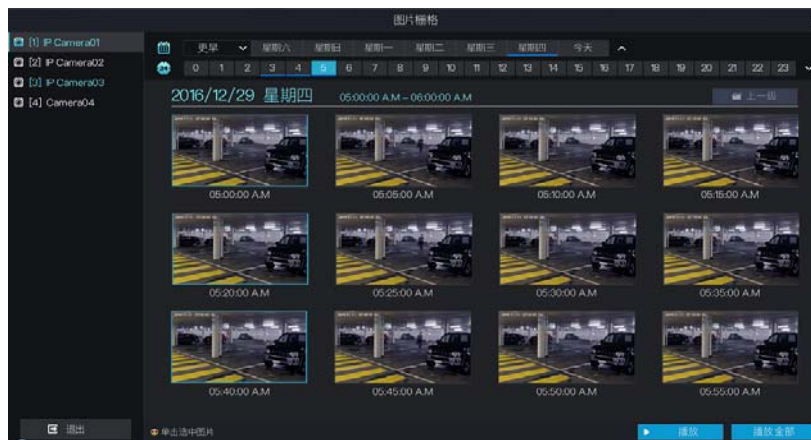 图片栅格
[1] IP Camera01
[2] IP Camera02
[3] IP Camera03
[4] Camera04
更早 星期六 星期日 星期一 星期二 星期三 星期四 今天
24 0 1 2 3 4 5 6 7 8 9 10 11 12 13 14 15 16 17 18 19 20 21 22 23
2016/12/29 星期四 05:00:00 A.M – 06:00:00 A.M 上一级
05:00:00 A.M 05:05:00 A.M 05:10:00 A.M 05:15:00 A.M
05:20:00 A.M 05:25:00 A.M 05:30:00 A.M 05:35:00 A.M
05:40:00 A.M 05:45:00 A.M 05:50:00 A.M 05:55:00 A.M
退出 单击选中图片 播放 播放全部